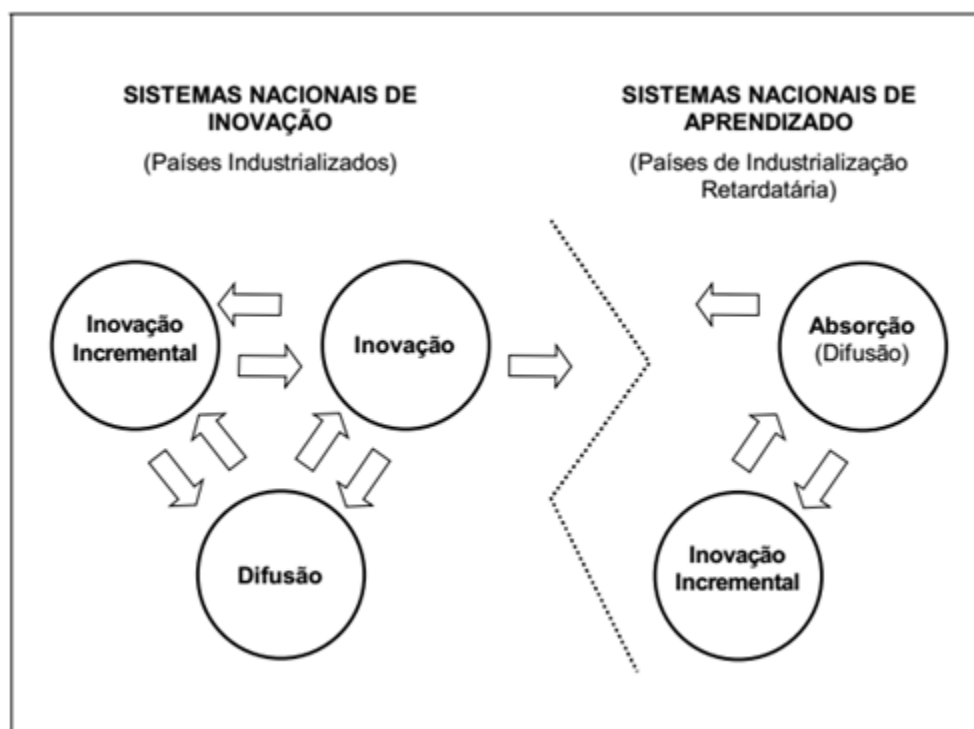 SISTEMAS NACIONAIS DE
INOVAÇÃO
(Países Industrializados)
SISTEMAS NACIONAIS DE
APRENDIZADO
(Países de Industrialização
Retardatária)
Inovação
Incremental
Inovação
Difusão
Absorção
(Difusão)
Inovação
Incremental